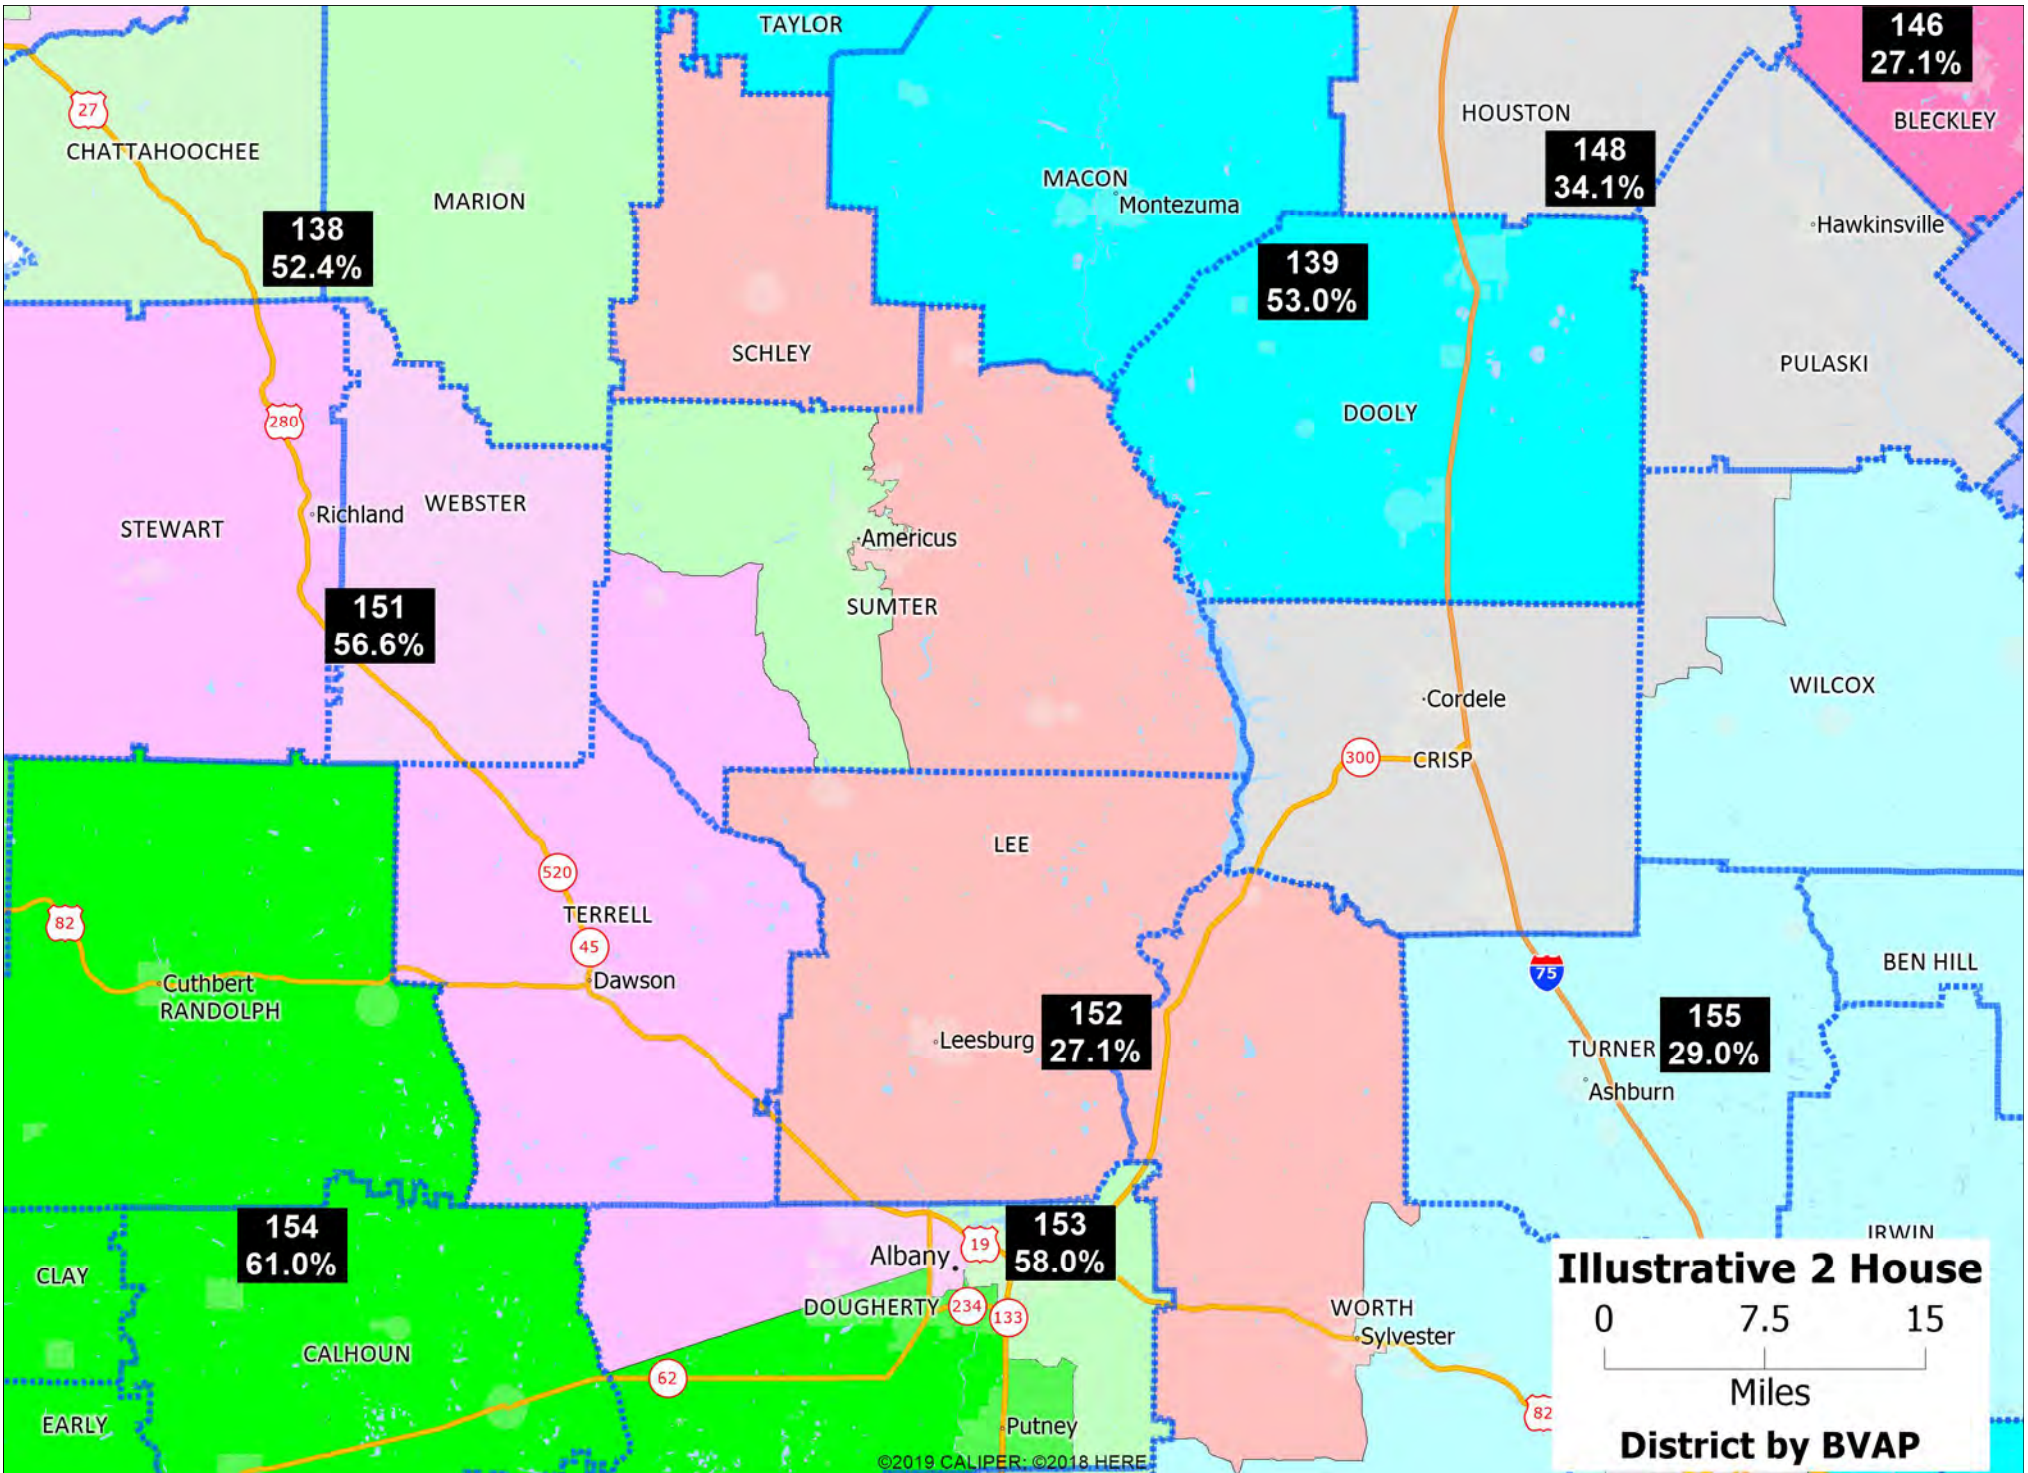 TAYLOR
146
27.1%
BLECKLEY
27
CHATTAHOOCHEE
HOUSTON
148
34.1%
MARION
MACON
Montezuma
138
52.4%
Hawkinsville
139
53.0%
SCHLEY
PULASKI
280
DOOLY
Richland
WEBSTER
STEWART
Americus
151
56.6%
SUMTER
Cordele
WILCOX
300
CRISP
LEE
520
TERRELL
82
45
Dawson
Cuthbert
RANDOLPH
75
BEN HILL
152
27.1%
Leesburg
155
29.0%
TURNER
Ashburn
154
61.0%
153
58.0%
19
Albany
IRWIN
CLAY
DOUGHERTY
234
133
WORTH
Sylvester
CALHOUN
62
82
EARLY
Putney
©2019 CALIPER: ©2018 HERE
Illustrative 2 House
0 7.5 15
Miles
District by BVAP